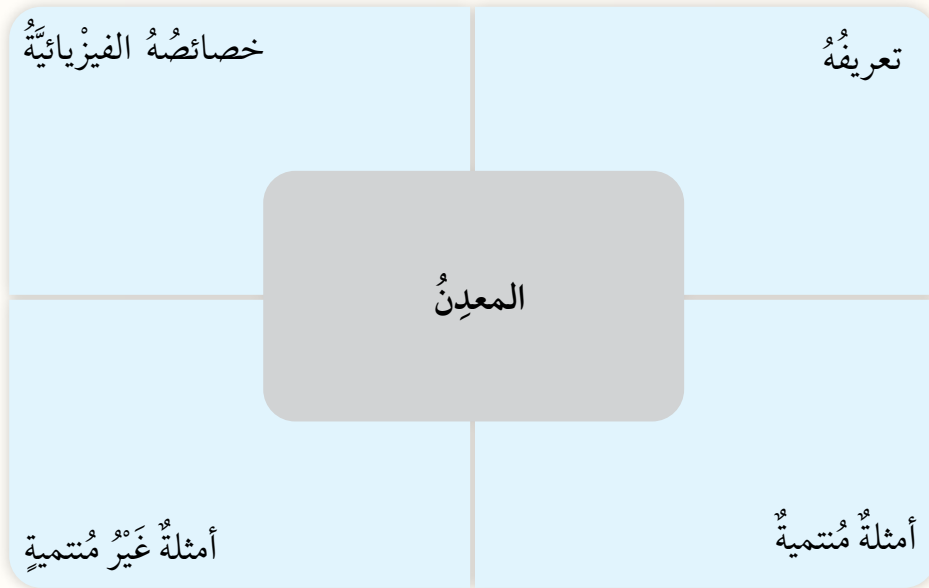 تعريفُهُ
خصائصُهُ الفيزْيائيَّةُ
المعدِنُ
أمثلةٌ مُنتميةٌ
أمثلةٌ غَيْرُ مُنتميةٍ